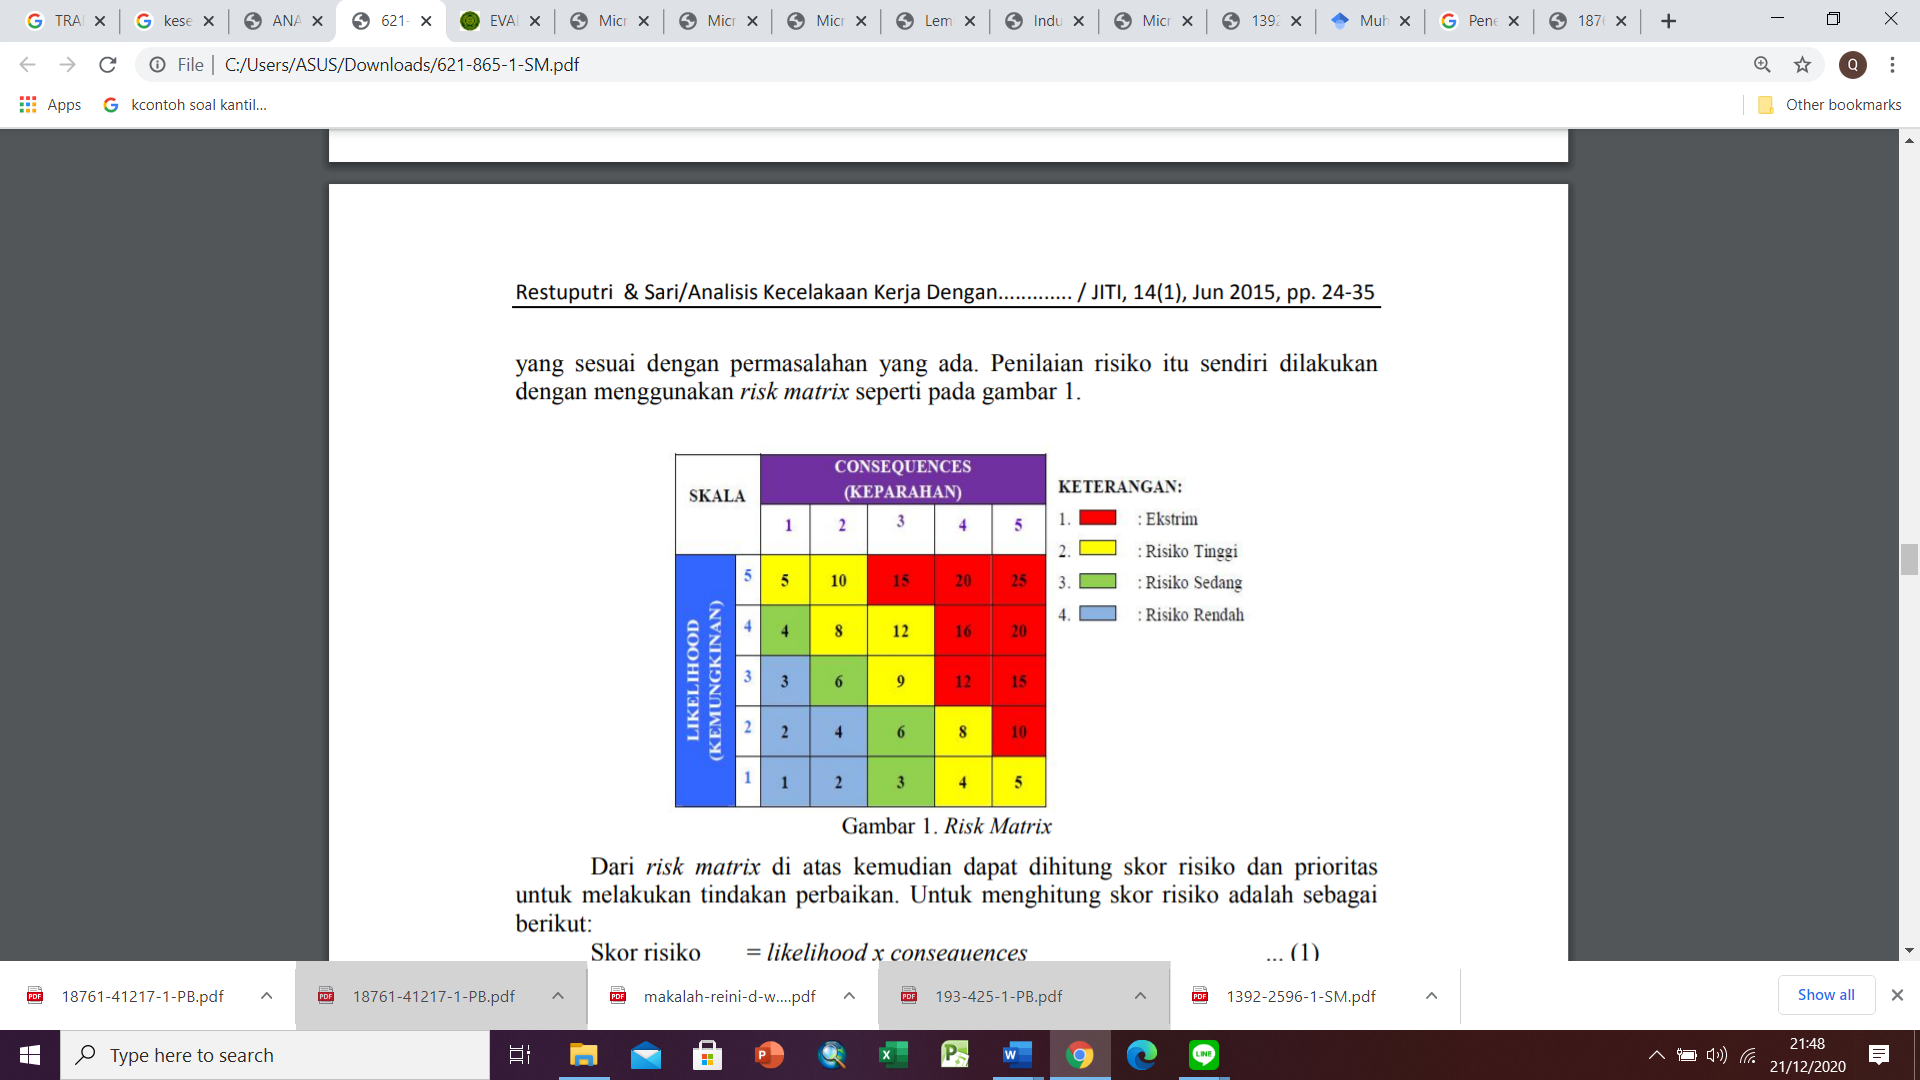 TRA
kese
ANA
621-
EVAI
Micr
Micr
Micr
Lem
Indu
Micr
1392
Muh
Pene
1876
File
C:/Users/ASUS/Downloads/621-865-1-SM.pdf
Q
Apps
kcontoh soal kantil...
Other bookmarks
Restuputri & Sari/Analisis Kecelakaan Kerja Dengan............. / JITI, 14(1), Jun 2015, pp. 24-35
yang sesuai dengan permasalahan yang ada. Penilaian risiko itu sendiri dilakukan
dengan menggunakan risk matrix seperti pada gambar 1.
SKALA
CONSEQUENCES
(KEPARAHAN)
1 2 3 4 5
LIKELIHOOD
(KEMUNGKINAN)
5 5 10 15 20 25
4 4 8 12 16 20
3 3 6 9 12 15
2 2 4 6 8 10
1 1 2 3 4 5
KETERANGAN:
1. : Ekstrim
2. : Risiko Tinggi
3. : Risiko Sedang
4. : Risiko Rendah
Gambar 1. Risk Matrix
Dari risk matrix di atas kemudian dapat dihitung skor risiko dan prioritas
untuk melakukan tindakan perbaikan. Untuk menghitung skor risiko adalah sebagai
berikut:
Skor risiko = likelihood x consequences ... (1)
18761-41217-1-PB.pdf
18761-41217-1-PB.pdf
makalah-reini-d-w....pdf
193-425-1-PB.pdf
1392-2596-1-SM.pdf
Show all
Type here to search
21:48
21/12/2020